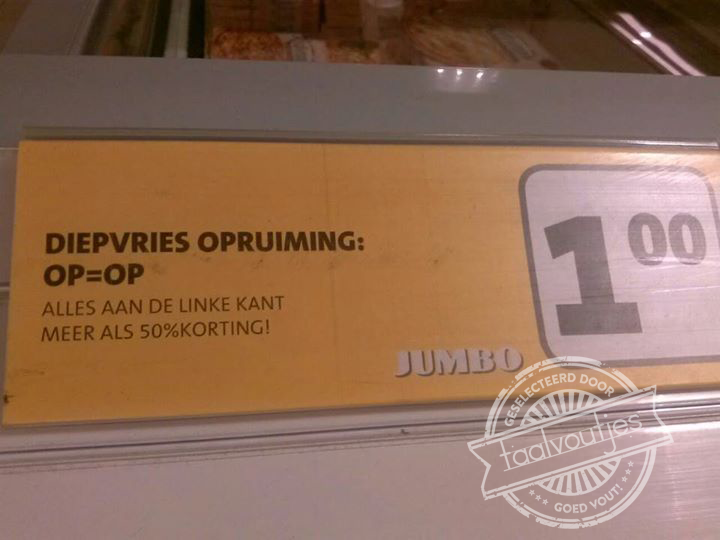 DIEPVRIES OPRUIMING:
OP=OP
ALLES AAN DE LINKE KANT
MEER ALS 50%KORTING!
1 00
JUMBO
GESELECTEERD DOOR
taalvoutjes
GOED VOUT!